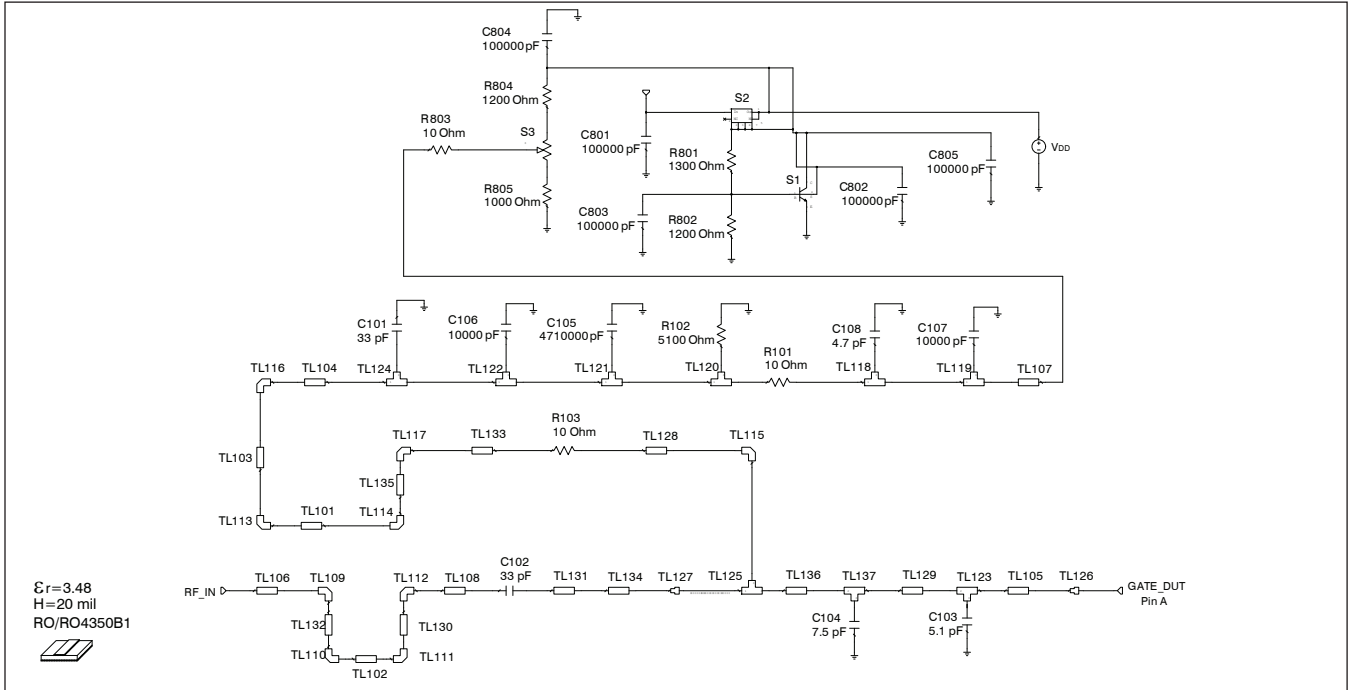 C804
100000 pF
R804
1200 Ohm
R803
10 Ohm
S3
R805
1000 Ohm
S2
C801
100000 pF
R801
1300 Ohm
C803
100000 pF
R802
1200 Ohm
S1
C802
100000 pF
C805
100000 pF
VDD
C101
33 pF
C106
10000 pF
C105
4710000 pF
R102
5100 Ohm
R101
10 Ohm
C108
4.7 pF
C107
10000 pF
TL116
TL104
TL124
TL122
TL121
TL120
TL118
TL119
TL107
TL103
TL117
TL133
R103
10 Ohm
TL128
TL115
TL135
TL113
TL101
TL114
RF_IN
TL106
TL109
TL112
TL108
C102
33 pF
TL131
TL134
TL127
TL125
TL136
TL137
TL129
TL123
TL105
TL126
GATE_DUT
Pin A
TL132
TL130
TL110
TL102
TL111
C104
7.5 pF
C103
5.1 pF
Ɛr=3.48
H=20 mil
RO/RO4350B1